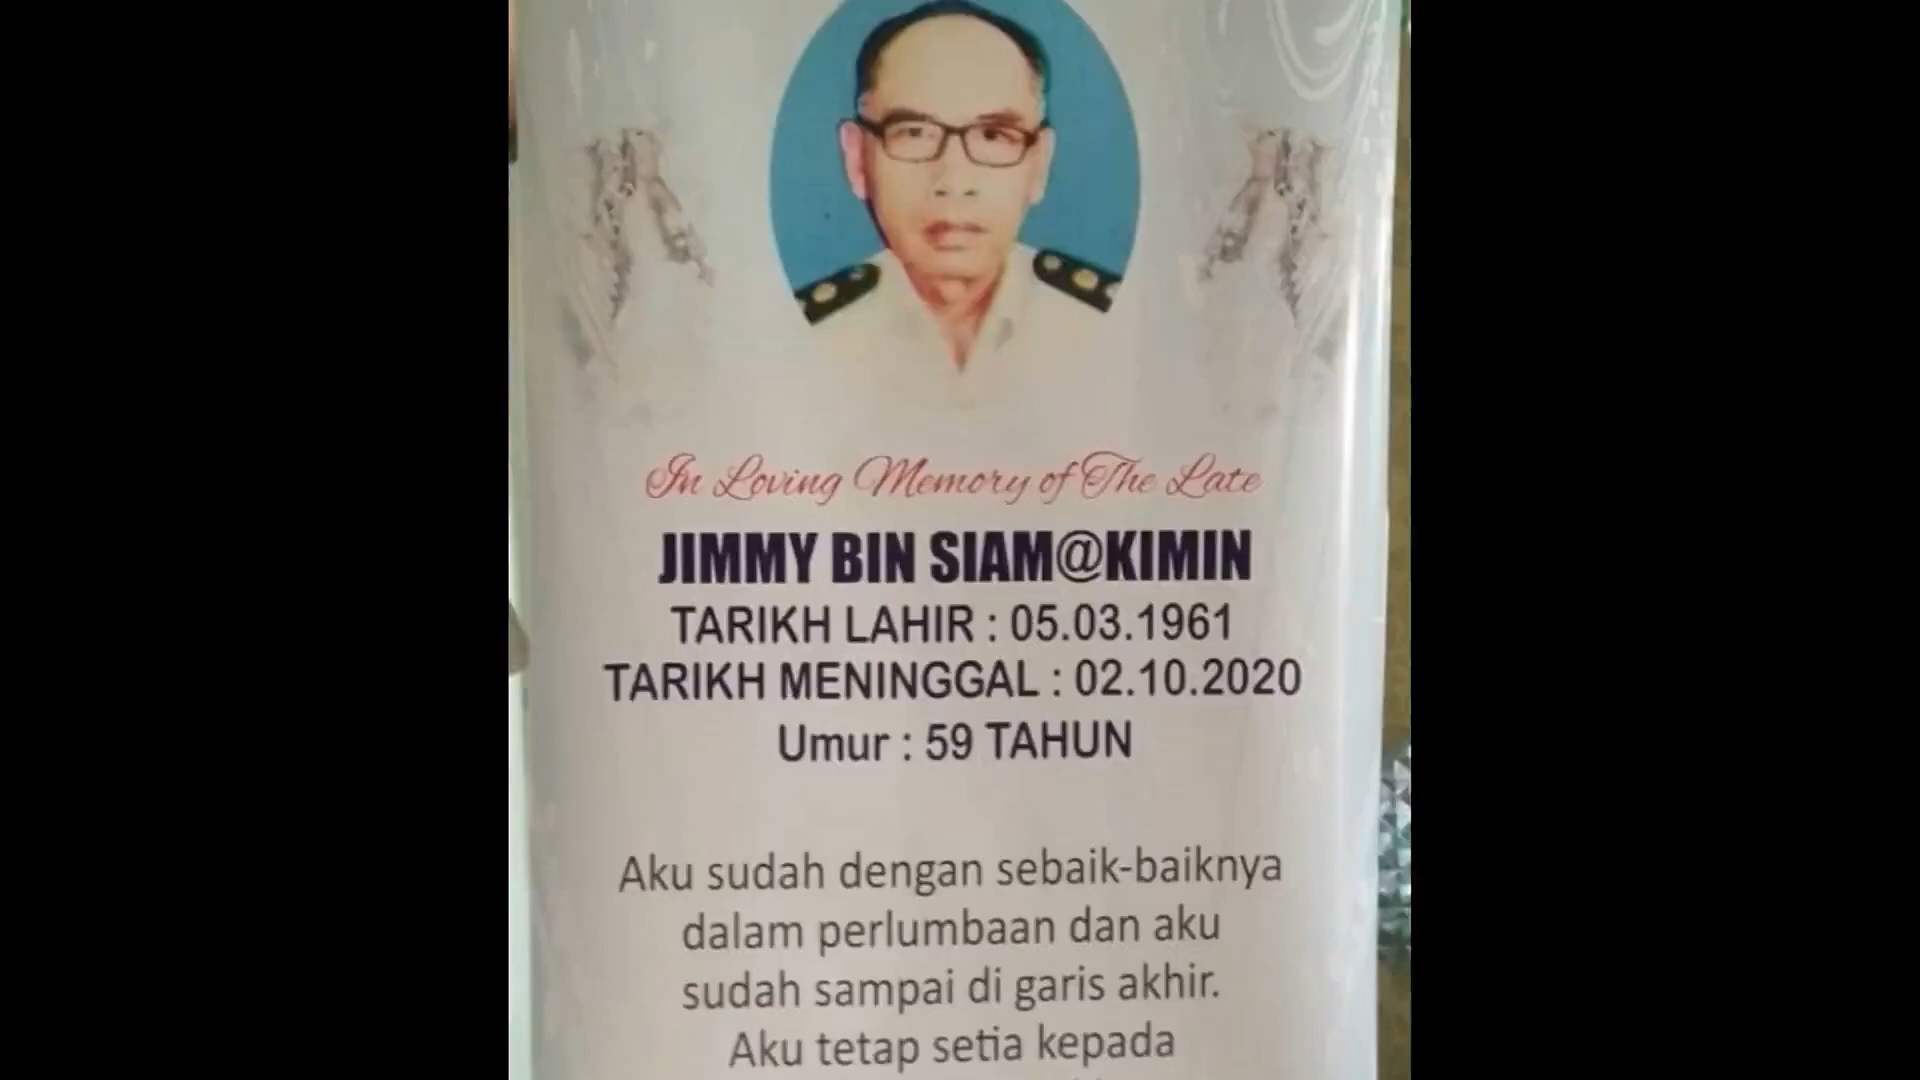 In Loving Memory of The Late
JIMMY BIN SIAM@KIMIN
TARIKH LAHIR : 05.03.1961
TARIKH MENINGGAL : 02.10.2020
Umur : 59 TAHUN
Aku sudah dengan sebaik-baiknya
dalam perlumbaan dan aku
sudah sampai di garis akhir.
Aku tetap setia kepada